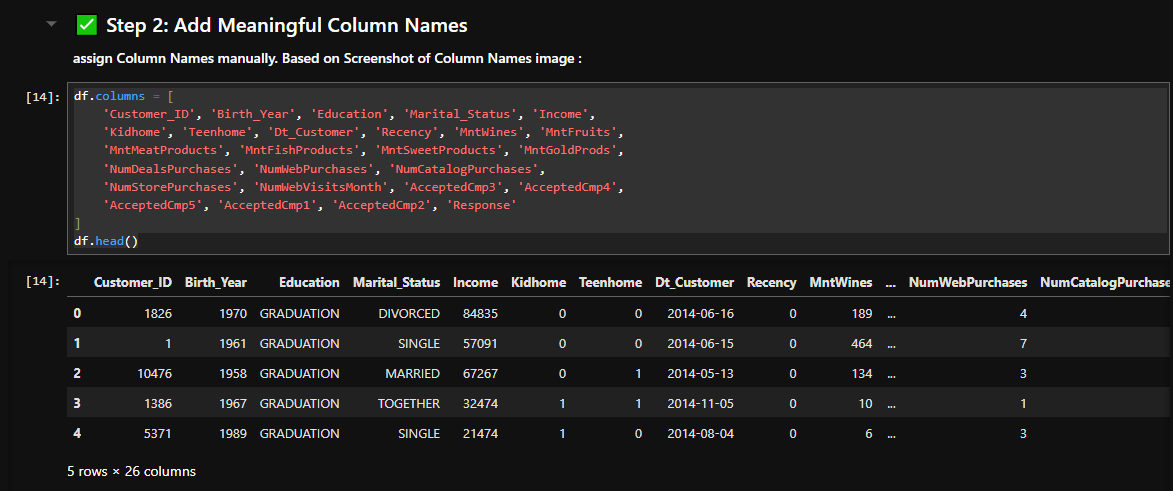 ✅ Step 2: Add Meaningful Column Names
assign Column Names manually. Based on Screenshot of Column Names image :
[14]: df.columns = [
'Customer_ID', 'Birth_Year', 'Education', 'Marital_Status', 'Income',
'Kidhome', 'Teenhome', 'Dt_Customer', 'Recency', 'MntWines', 'MntFruits',
'MntMeatProducts', 'MntFishProducts', 'MntSweetProducts', 'MntGoldProds',
'NumDealsPurchases', 'NumWebPurchases', 'NumCatalogPurchases',
'NumStorePurchases', 'NumWebVisitsMonth', 'AcceptedCmp3', 'AcceptedCmp4',
'AcceptedCmp5', 'AcceptedCmp1', 'AcceptedCmp2', 'Response'
]
df.head()
[14]: Customer_ID Birth_Year Education Marital_Status Income Kidhome Teenhome Dt_Customer Recency MntWines ... NumWebPurchases NumCatalogPurchase
0 1826 1970 GRADUATION DIVORCED 84835 0 0 2014-06-16 0 189 ... 4
1 1 1961 GRADUATION SINGLE 57091 0 0 2014-06-15 0 464 ... 7
2 10476 1958 GRADUATION MARRIED 67267 0 1 2014-05-13 0 134 ... 3
3 1386 1967 GRADUATION TOGETHER 32474 1 1 2014-11-05 0 10 ... 1
4 5371 1989 GRADUATION SINGLE 21474 1 0 2014-08-04 0 6 ... 3
5 rows × 26 columns